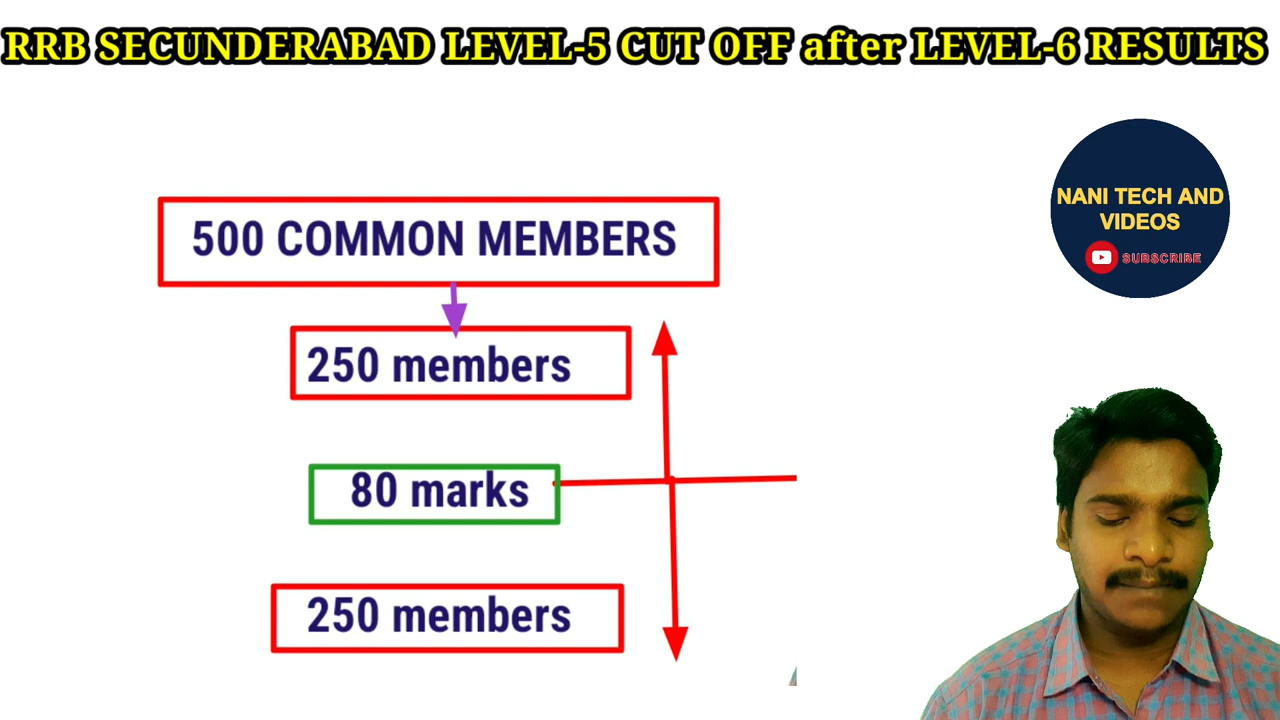 RRB SECUNDERABAD LEVEL-5 CUT OFF after LEVEL-6 RESULTS
NANI TECH AND
VIDEOS
SUBSCRIBE
500 COMMON MEMBERS
250 members
80 marks
250 members